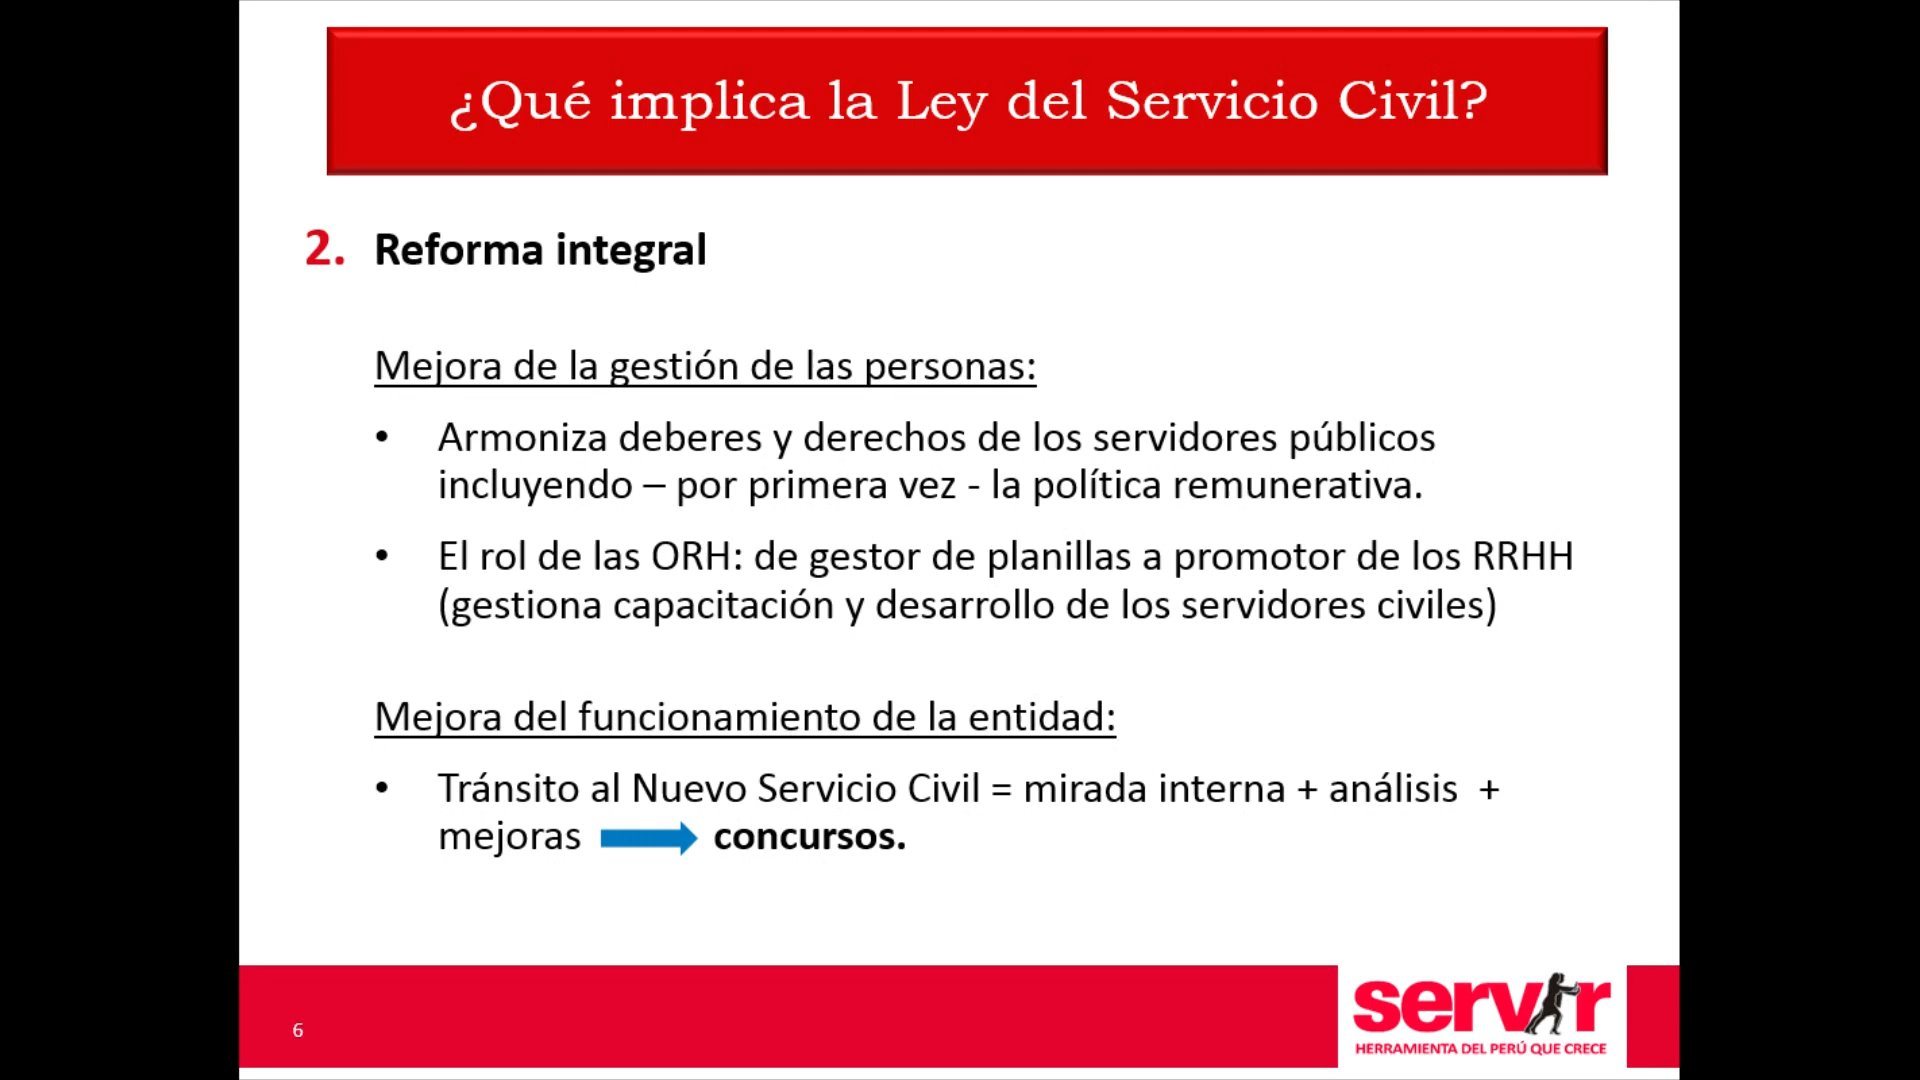 ¿Qué implica la Ley del Servicio Civil?
2. Reforma integral
Mejora de la gestión de las personas:
• Armoniza deberes y derechos de los servidores públicos
incluyendo – por primera vez - la política remunerativa.
• El rol de las ORH: de gestor de planillas a promotor de los RRHH
(gestiona capacitación y desarrollo de los servidores civiles)
Mejora del funcionamiento de la entidad:
• Tránsito al Nuevo Servicio Civil = mirada interna + análisis +
mejoras concursos.
6
servir
HERRAMIENTA DEL PERÚ QUE CRECE